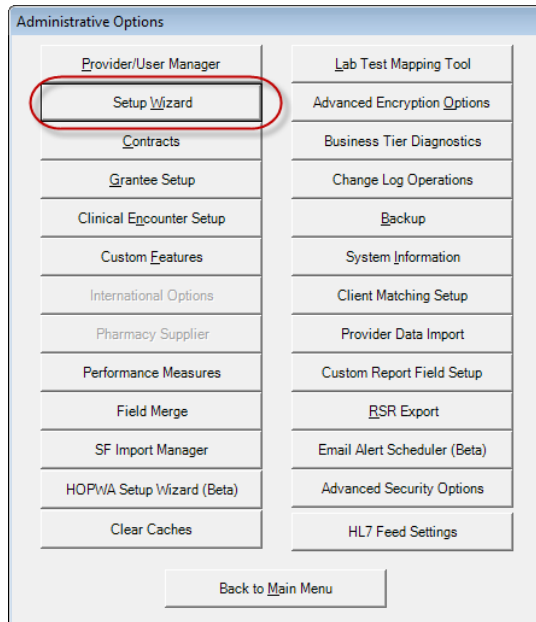 Administrative Options
Provider/User Manager
Lab Test Mapping Tool
Setup Wizard
Advanced Encryption Options
Contracts
Business Tier Diagnostics
Grantee Setup
Change Log Operations
Clinical Encounter Setup
Backup
Custom Features
System Information
International Options
Client Matching Setup
Pharmacy Supplier
Provider Data Import
Performance Measures
Custom Report Field Setup
Field Merge
RSR Export
SF Import Manager
Email Alert Scheduler (Beta)
HOPWA Setup Wizard (Beta)
Advanced Security Options
Clear Caches
HL7 Feed Settings
Back to Main Menu